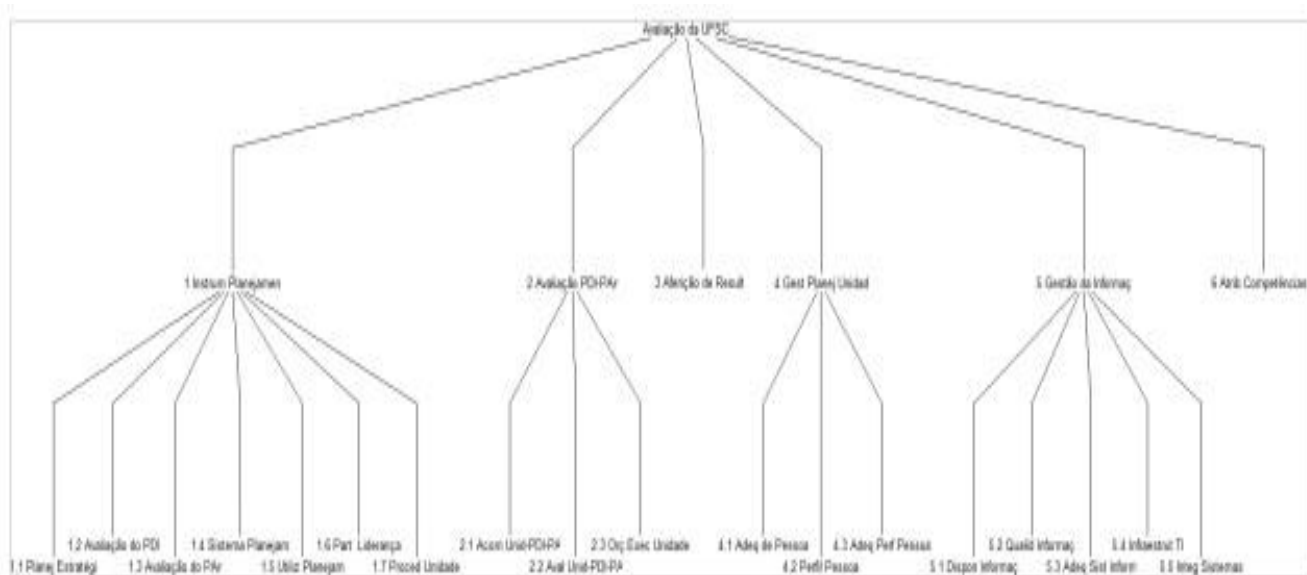 Avaliação da UFSC
1 Instrum Planejamen
2 Avaliação PDI-PAr
3 Aferição de Result
4 Gest Planej Unidad
5 Gestão da Informaç
6 Atrib Competências
1.1 Planej Estratégi
1.2 Avaliação do PDI
1.3 Avaliação do PAr
1.4 Sistema Planejam
1.5 Utiliz Planejam
1.6 Part Liderança
1.7 Proced Unidade
2.1 Acom Unid-PDI-PA
2.2 Aval Unid-PDI-PA
2.3 Orç Exec Unidade
4.1 Adeq de Pessoa
4.2 Perfil Pessoa
4.3 Adeq Perf Pessoa
5.1 Dispon Informaç
5.2 Qualid Informaç
5.3 Adeq Sist Inform
5.4 Infraestrut TI
5.5 Integ Sistemas